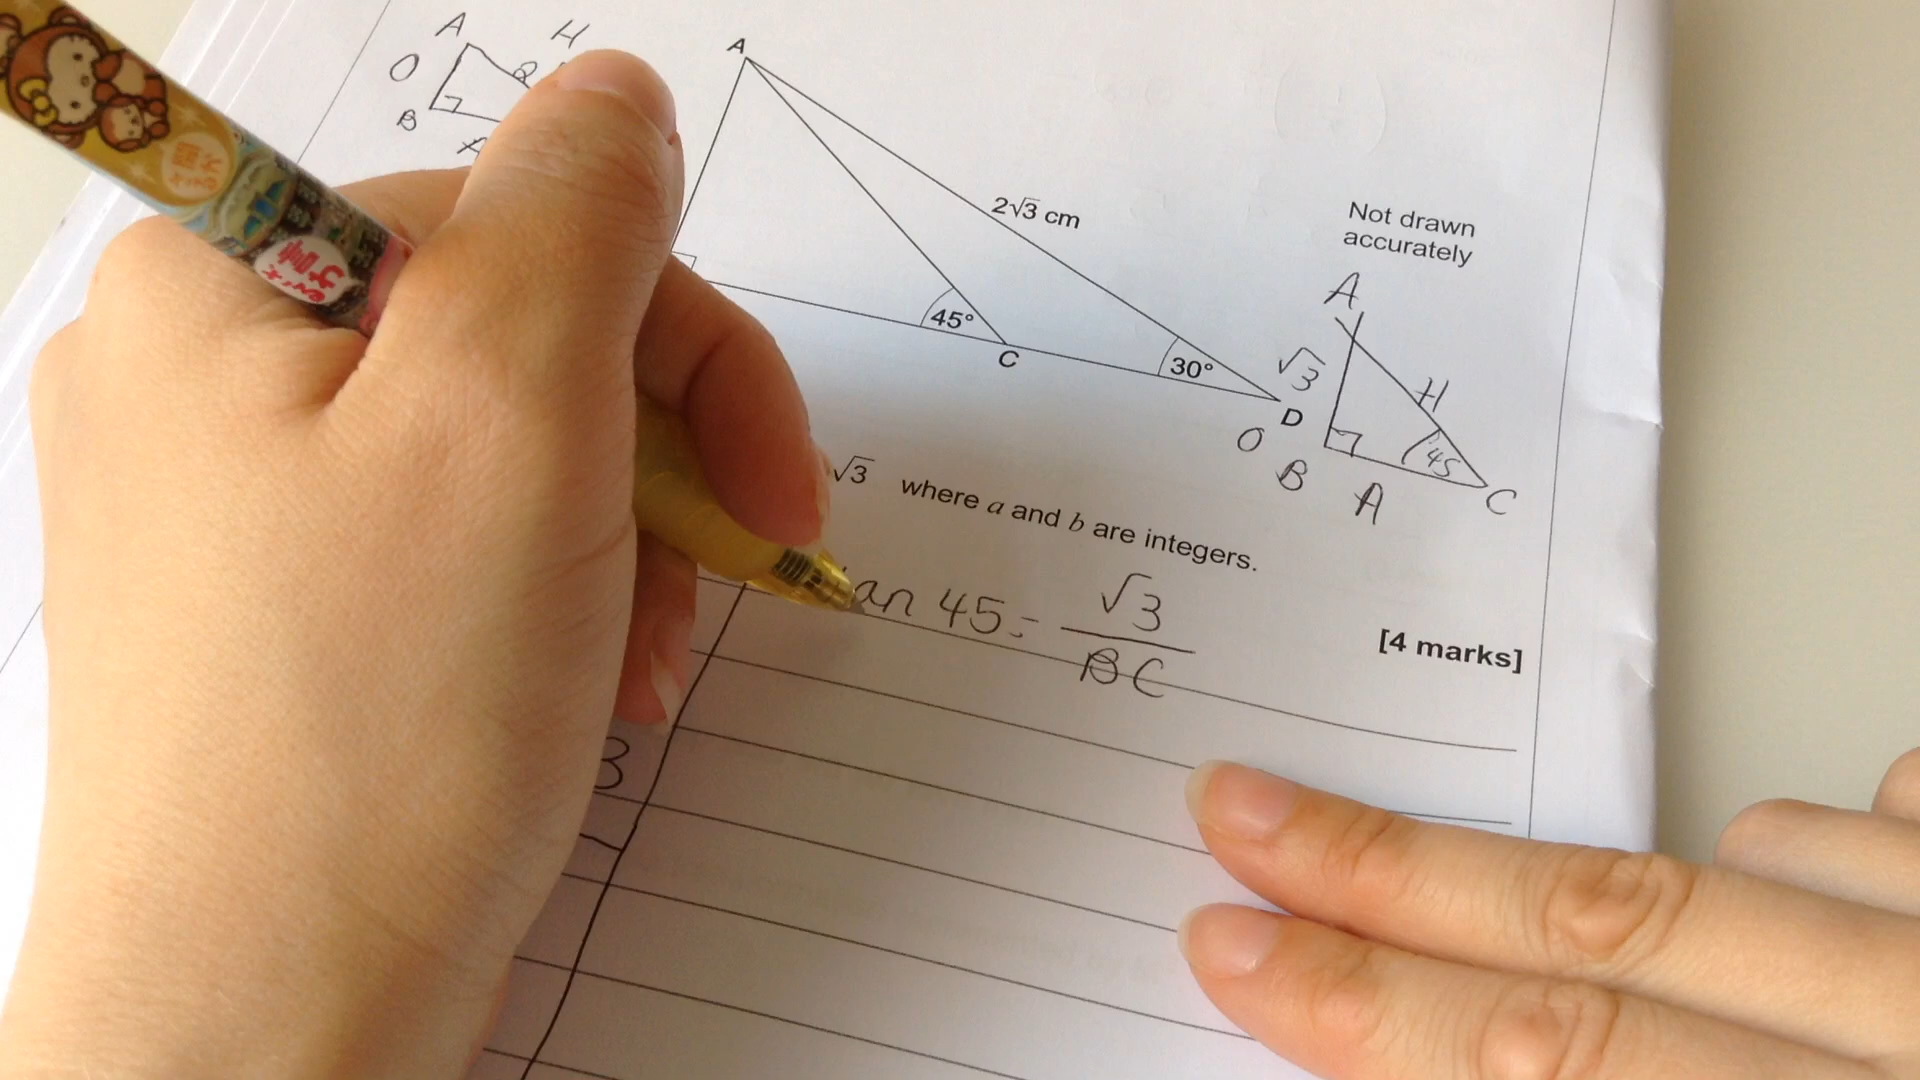 A H
O
B
A
2√3 cm
Not drawn
accurately
A
45°
C
30°
D
√3
H
O
B
45
A
C
√3 where a and b are integers.
tan 45 = √3
BC
[4 marks]
3